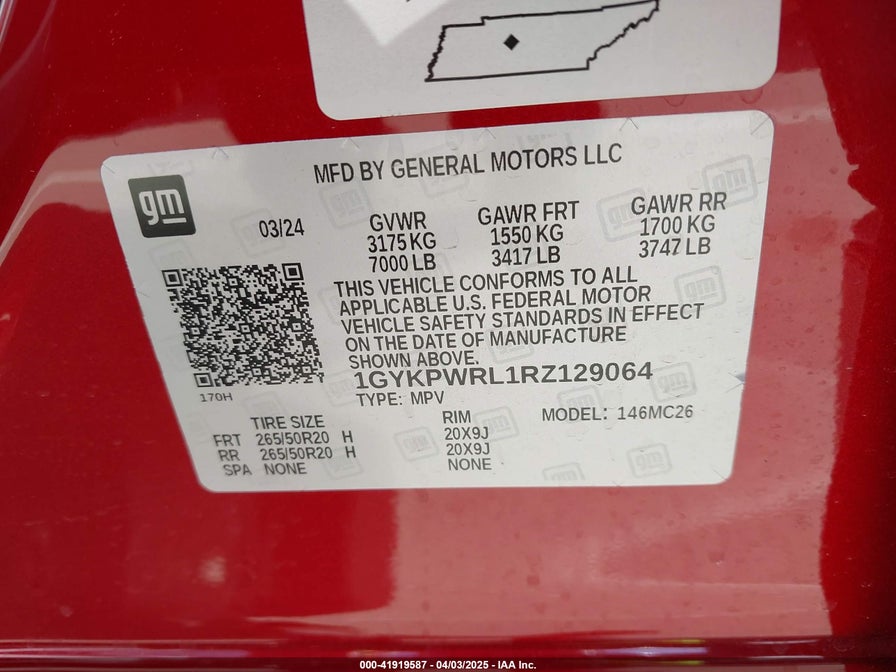 MFD BY GENERAL MOTORS LLC
gm
03/24
GVWR
3175 KG
7000 LB
GAWR FRT
1550 KG
3417 LB
GAWR RR
1700 KG
3747 LB
THIS VEHICLE CONFORMS TO ALL
APPLICABLE U.S. FEDERAL MOTOR
VEHICLE SAFETY STANDARDS IN EFFECT
ON THE DATE OF MANUFACTURE
SHOWN ABOVE.
1GYKPWRL1RZ129064
170H
TYPE: MPV
TIRE SIZE
RIM
MODEL: 146MC26
FRT 265/50R20 H 20X9J
RR 265/50R20 H 20X9J
SPA NONE NONE
000-41919587 - 04/03/2025 - IAA Inc.